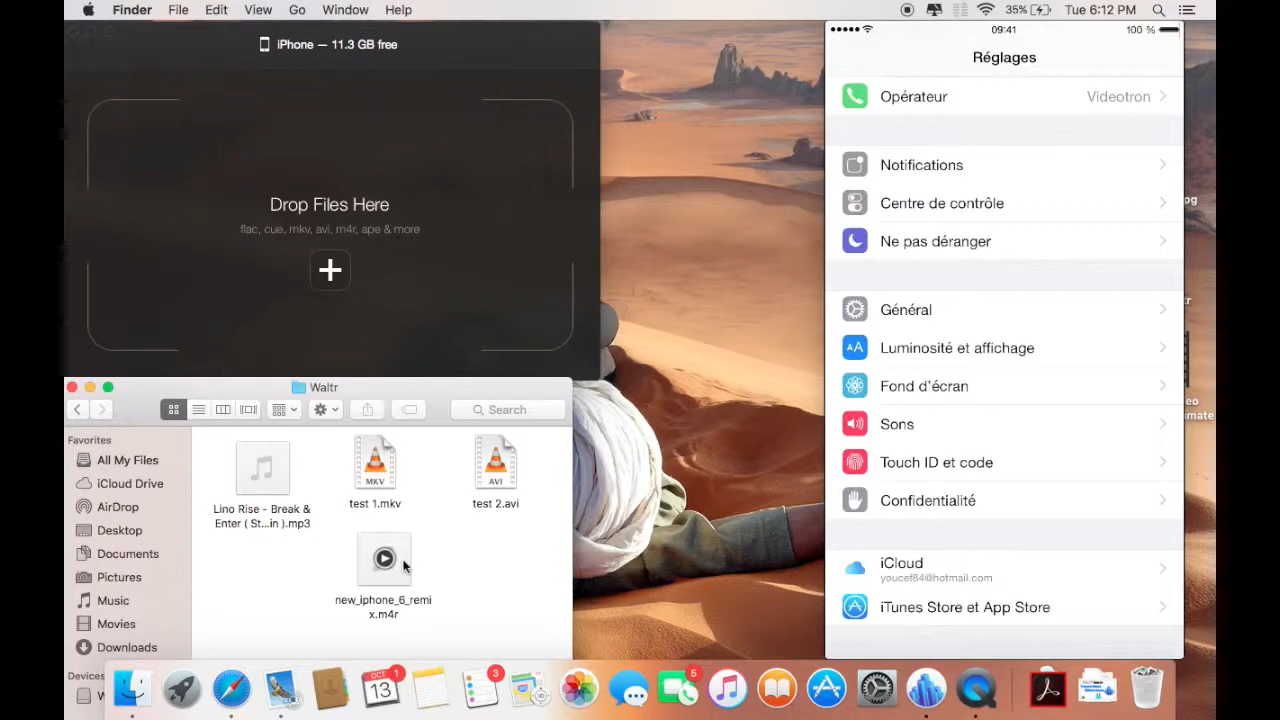 Finder File Edit View Go Window Help
35% Tue 6:12 PM
iPhone — 11.3 GB free
Drop Files Here
flac, cue, mkv, avi, m4r, ape & more
Waltr
Search
Favorites
All My Files
iCloud Drive
AirDrop
Desktop
Documents
Pictures
Music
Movies
Downloads
Devices
MKV
AVI
Lino Rise - Break &
Enter ( St...in ).mp3
test 1.mkv
test 2.avi
new_iphone_6_remi
x.m4r
09:41
100 %
Réglages
Opérateur Videotron
Notifications
Centre de contrôle
Ne pas déranger
Général
AA Luminosité et affichage
Fond d'écran
Sons
Touch ID et code
Confidentialité
iCloud
youcef84@hotmail.com
iTunes Store et App Store
OCT
13
1
3
5